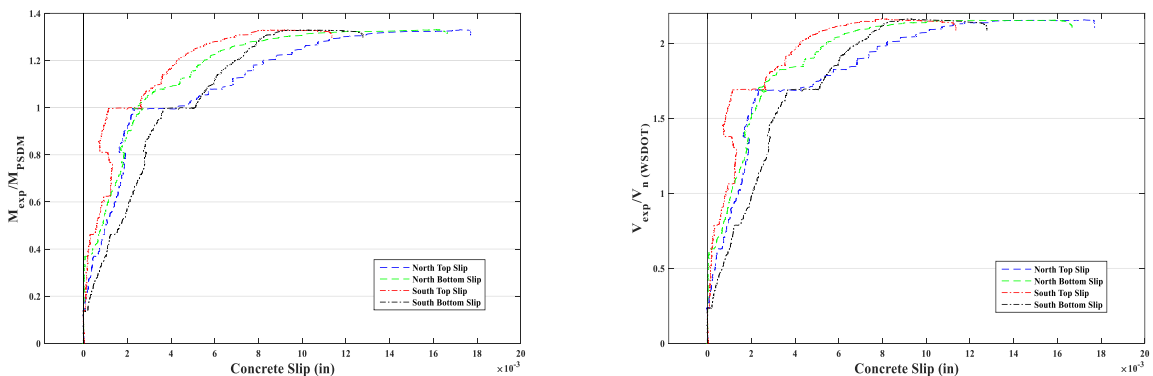 1.4
1.2
1
0.8
0.6
0.4
0.2
0
M_exp/M_PSDM
North Top Slip
North Bottom Slip
South Top Slip
South Bottom Slip
0 2 4 6 8 10 12 14 16 18 20
Concrete Slip (in)
×10^-3
2
1.5
1
0.5
0
V_exp/V_n (WSDOT)
North Top Slip
North Bottom Slip
South Top Slip
South Bottom Slip
0 2 4 6 8 10 12 14 16 18 20
Concrete Slip (in)
×10^-3